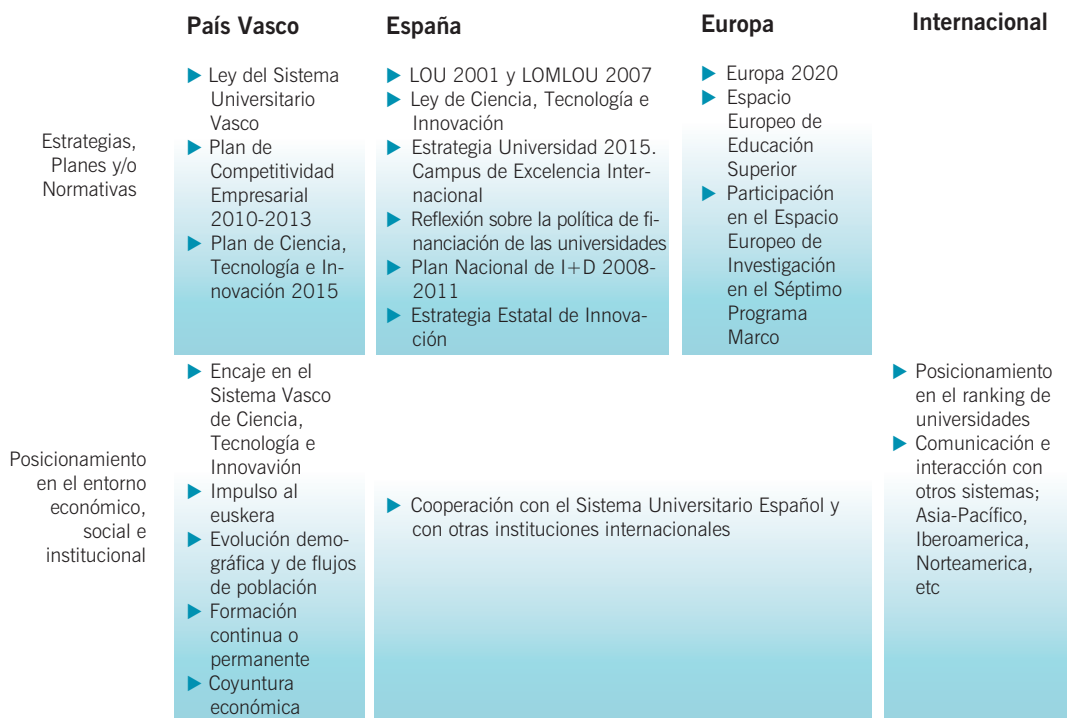 País Vasco
España
Europa
Internacional
Estrategias,
Planes y/o
Normativas
▶ Ley del Sistema
Universitario
Vasco
▶ Plan de
Competitividad
Empresarial
2010-2013
▶ Plan de Ciencia,
Tecnología e In-
novación 2015
▶ LOU 2001 y LOMLOU 2007
▶ Ley de Ciencia, Tecnología e
Innovación
▶ Estrategia Universidad 2015.
Campus de Excelencia Inter-
nacional
▶ Reflexión sobre la política de fi-
nanciación de las universidades
▶ Plan Nacional de I+D 2008-
2011
▶ Estrategia Estatal de Innova-
ción
▶ Europa 2020
▶ Espacio
Europeo de
Educación
Superior
▶ Participación
en el Espacio
Europeo de
Investigación
en el Séptimo
Programa
Marco
Posicionamiento
en el entorno
económico,
social e
institucional
▶ Encaje en el
Sistema Vasco
de Ciencia,
Tecnología e
Innovavión
▶ Impulso al
euskera
▶ Evolución demo-
gráfica y de flujos
de población
▶ Formación
continua o
permanente
▶ Coyuntura
económica
▶ Cooperación con el Sistema Universitario Español y
con otras instituciones internacionales
▶ Posicionamiento
en el ranking de
universidades
▶ Comunicación e
interacción con
otros sistemas;
Asia-Pacífico,
Iberoamerica,
Norteamerica,
etc